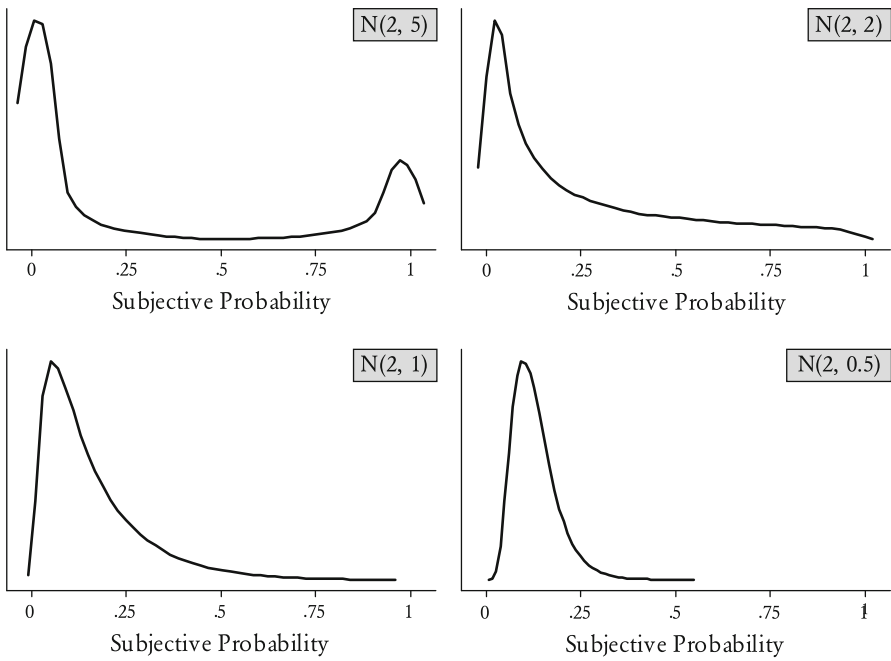 N(2, 5)
0 .25 .5 .75 1
Subjective Probability
N(2, 2)
0 .25 .5 .75 1
Subjective Probability
N(2, 1)
0 .25 .5 .75 1
Subjective Probability
N(2, 0.5)
0 .25 .5 .75 1
Subjective Probability